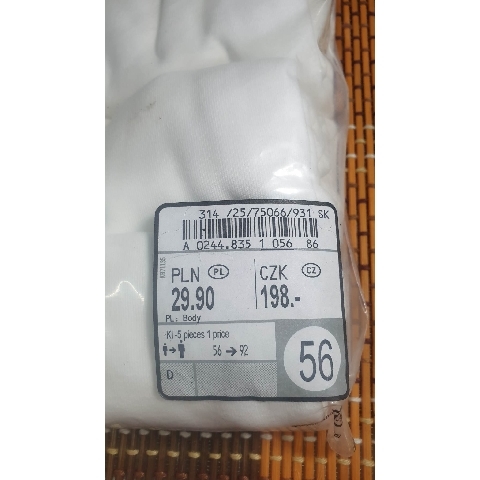 314 /25/75066/931 SK
A 0244.835 1 056 86
PLN PL CZK CZ
29.90 198.-
PL: Body
Ki-5 pieces 1 price
56 → 92
56
D